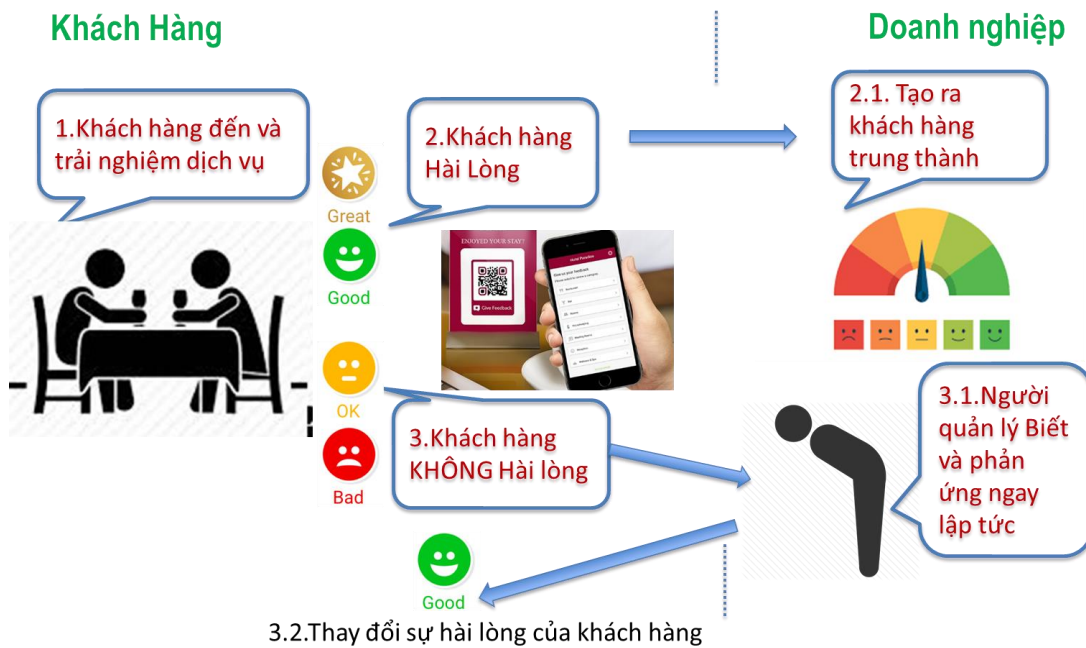 Khách Hàng
Doanh nghiệp
1.Khách hàng đến và
trải nghiệm dịch vụ
2.Khách hàng
Hài Lòng
2.1. Tạo ra
khách hàng
trung thành
Great
Good
ENJOYED YOUR STAY?
Give Feedback
OK
Bad
3.Khách hàng
KHÔNG Hài lòng
3.1.Người
quản lý Biết
và phản
ứng ngay
lập tức
Good
3.2.Thay đổi sự hài lòng của khách hàng